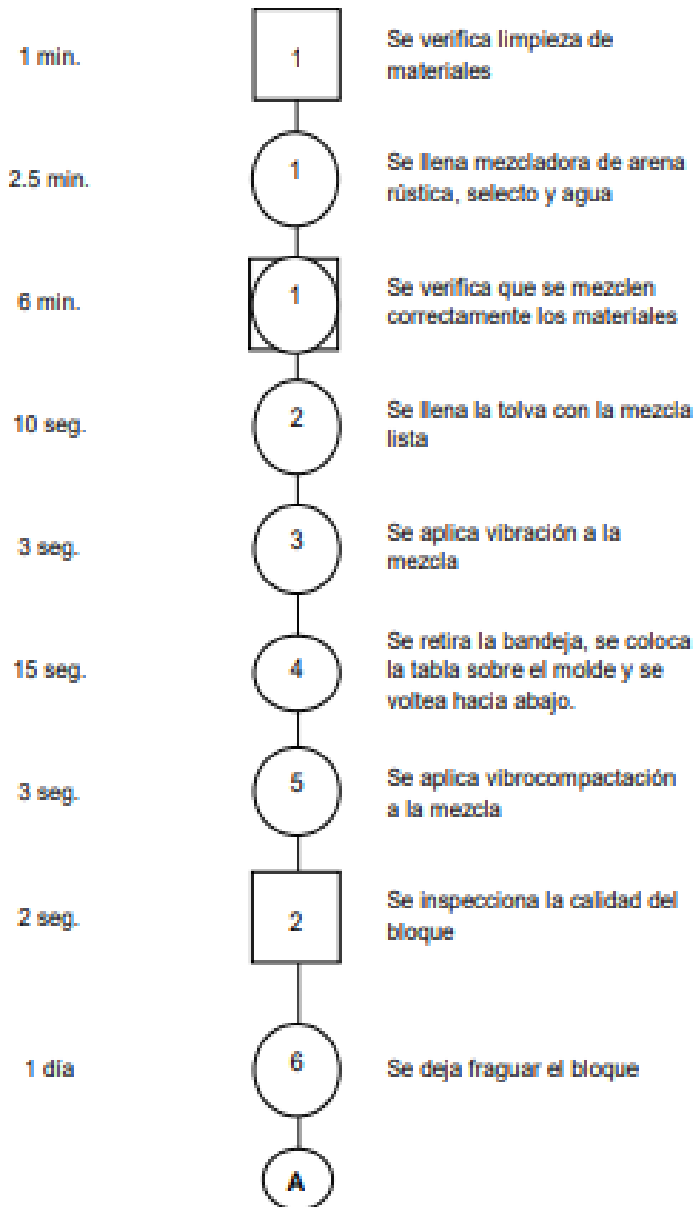 1 min.
1
Se verifica limpieza de
materiales
2.5 min.
1
Se llena mezcladora de arena
rústica, selecto y agua
6 min.
1
Se verifica que se mezclen
correctamente los materiales
10 seg.
2
Se llena la tolva con la mezcla
lista
3 seg.
3
Se aplica vibración a la
mezcla
15 seg.
4
Se retira la bandeja, se coloca
la tabla sobre el molde y se
voltea hacia abajo.
3 seg.
5
Se aplica vibrocompactación
a la mezcla
2 seg.
2
Se inspecciona la calidad del
bloque
1 día
6
Se deja fraguar el bloque
A